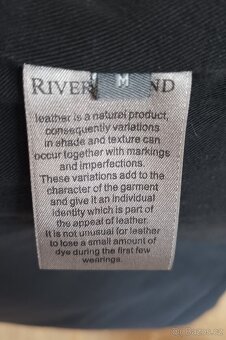 RIVER ND
M
leather is a natural product,
consequently variations
in shade and texture can
occur together with markings
and imperfections.
These variations add to the
character of the garment
and give it an individual
identity which is part of
the appeal of leather.
It is not unusual for leather
to lose a small amount of
dye during the first few
wearings.